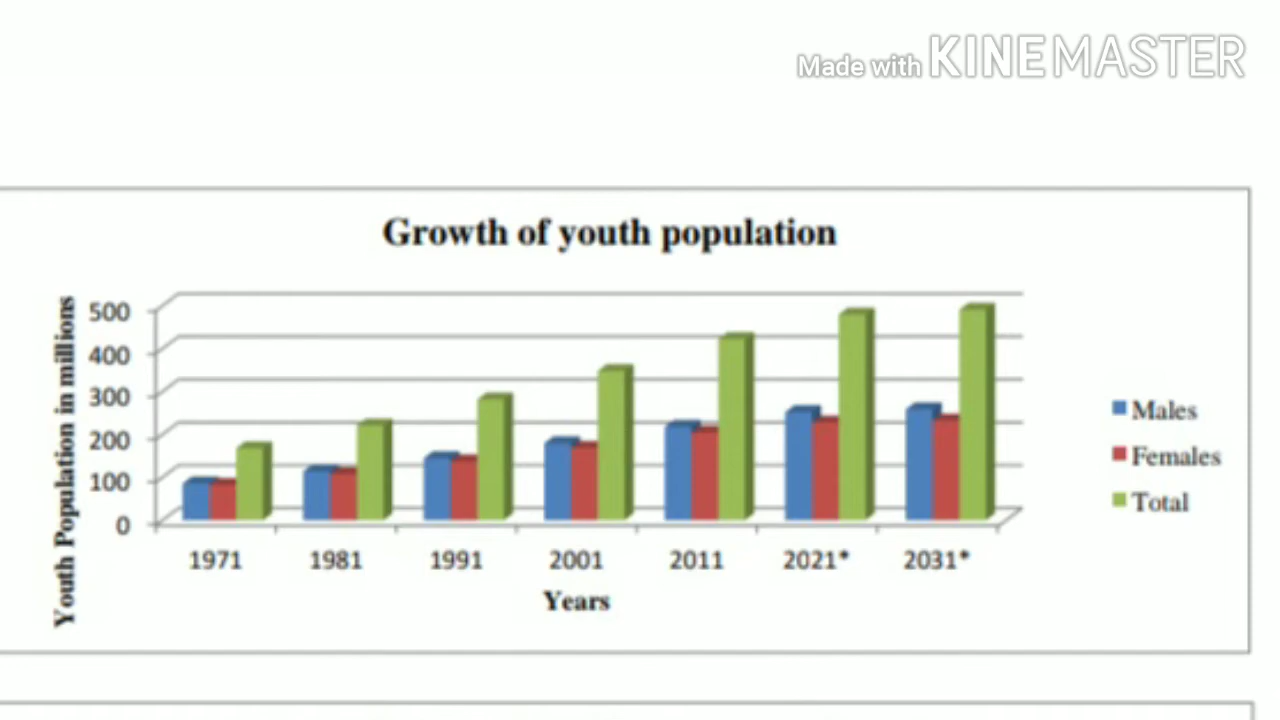 Made with KINEMASTER
Growth of youth population
Youth Population in millions
500
400
300
200
100
0
1971 1981 1991 2001 2011 2021* 2031*
Years
Males
Females
Total